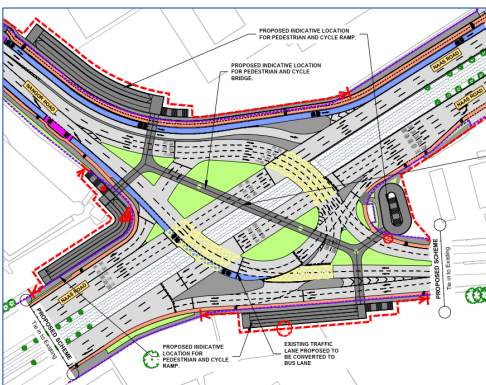 PROPOSED INDICATIVE LOCATION
FOR PEDESTRIAN AND CYCLE RAMP.
PROPOSED INDICATIVE LOCATION
FOR PEDESTRIAN AND CYCLE
BRIDGE.
NAAS ROAD
NAAS ROAD
NANGOR ROAD
NAAS ROAD
PROPOSED SCHEME
Tie in to Existing
PROPOSED SCHEME
Tie in to Existing
PROPOSED INDICATIVE
LOCATION FOR
PEDESTRIAN AND CYCLE
RAMP.
EXISTING TRAFFIC
LANE PROPOSED TO
BE CONVERTED TO
BUS LANE